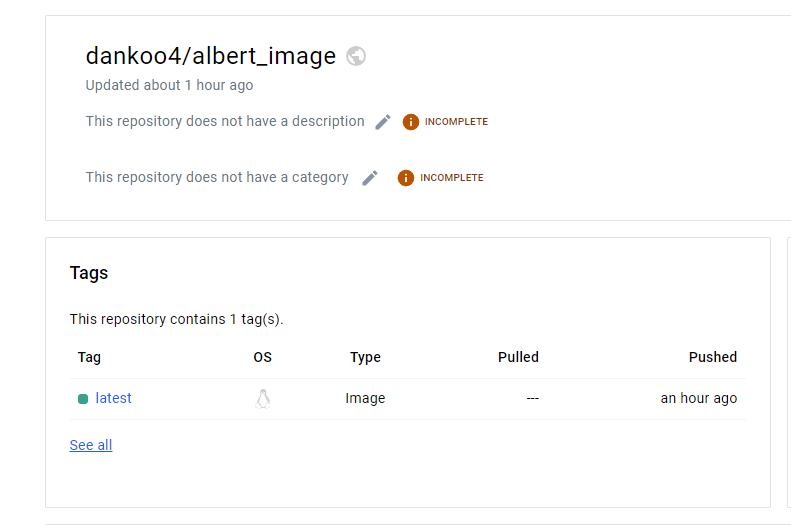 dankoo4/albert_image
Updated about 1 hour ago
This repository does not have a description INCOMPLETE
This repository does not have a category INCOMPLETE
Tags
This repository contains 1 tag(s).
Tag OS Type Pulled Pushed
latest Image --- an hour ago
See all